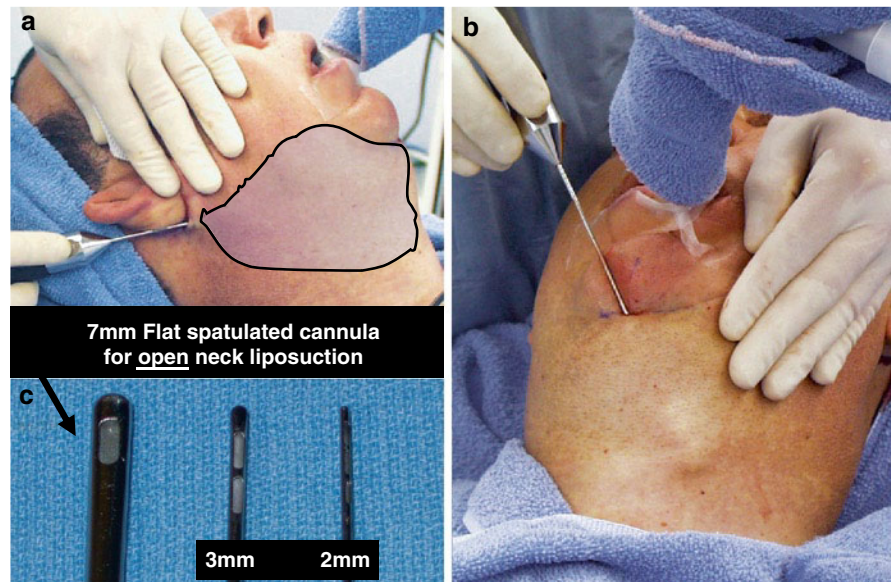 a
b
7mm Flat spatulated cannula
for open neck liposuction
c
3mm
2mm